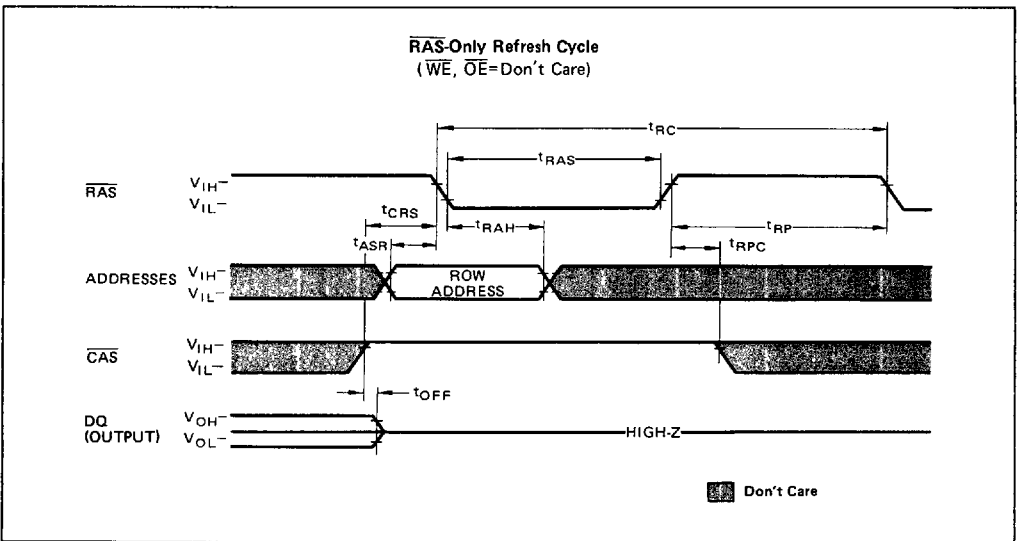 RAS-Only Refresh Cycle
(WE, OE=Don't Care)
tRC
tRAS
RAS
VIH
VIL
tCRS
tRAH
tRP
tASR
tRPC
ADDRESSES
VIH
VIL
ROW
ADDRESS
CAS
VIH
VIL
tOFF
DQ
(OUTPUT)
VOH
VOL
HIGH-Z
Don't Care